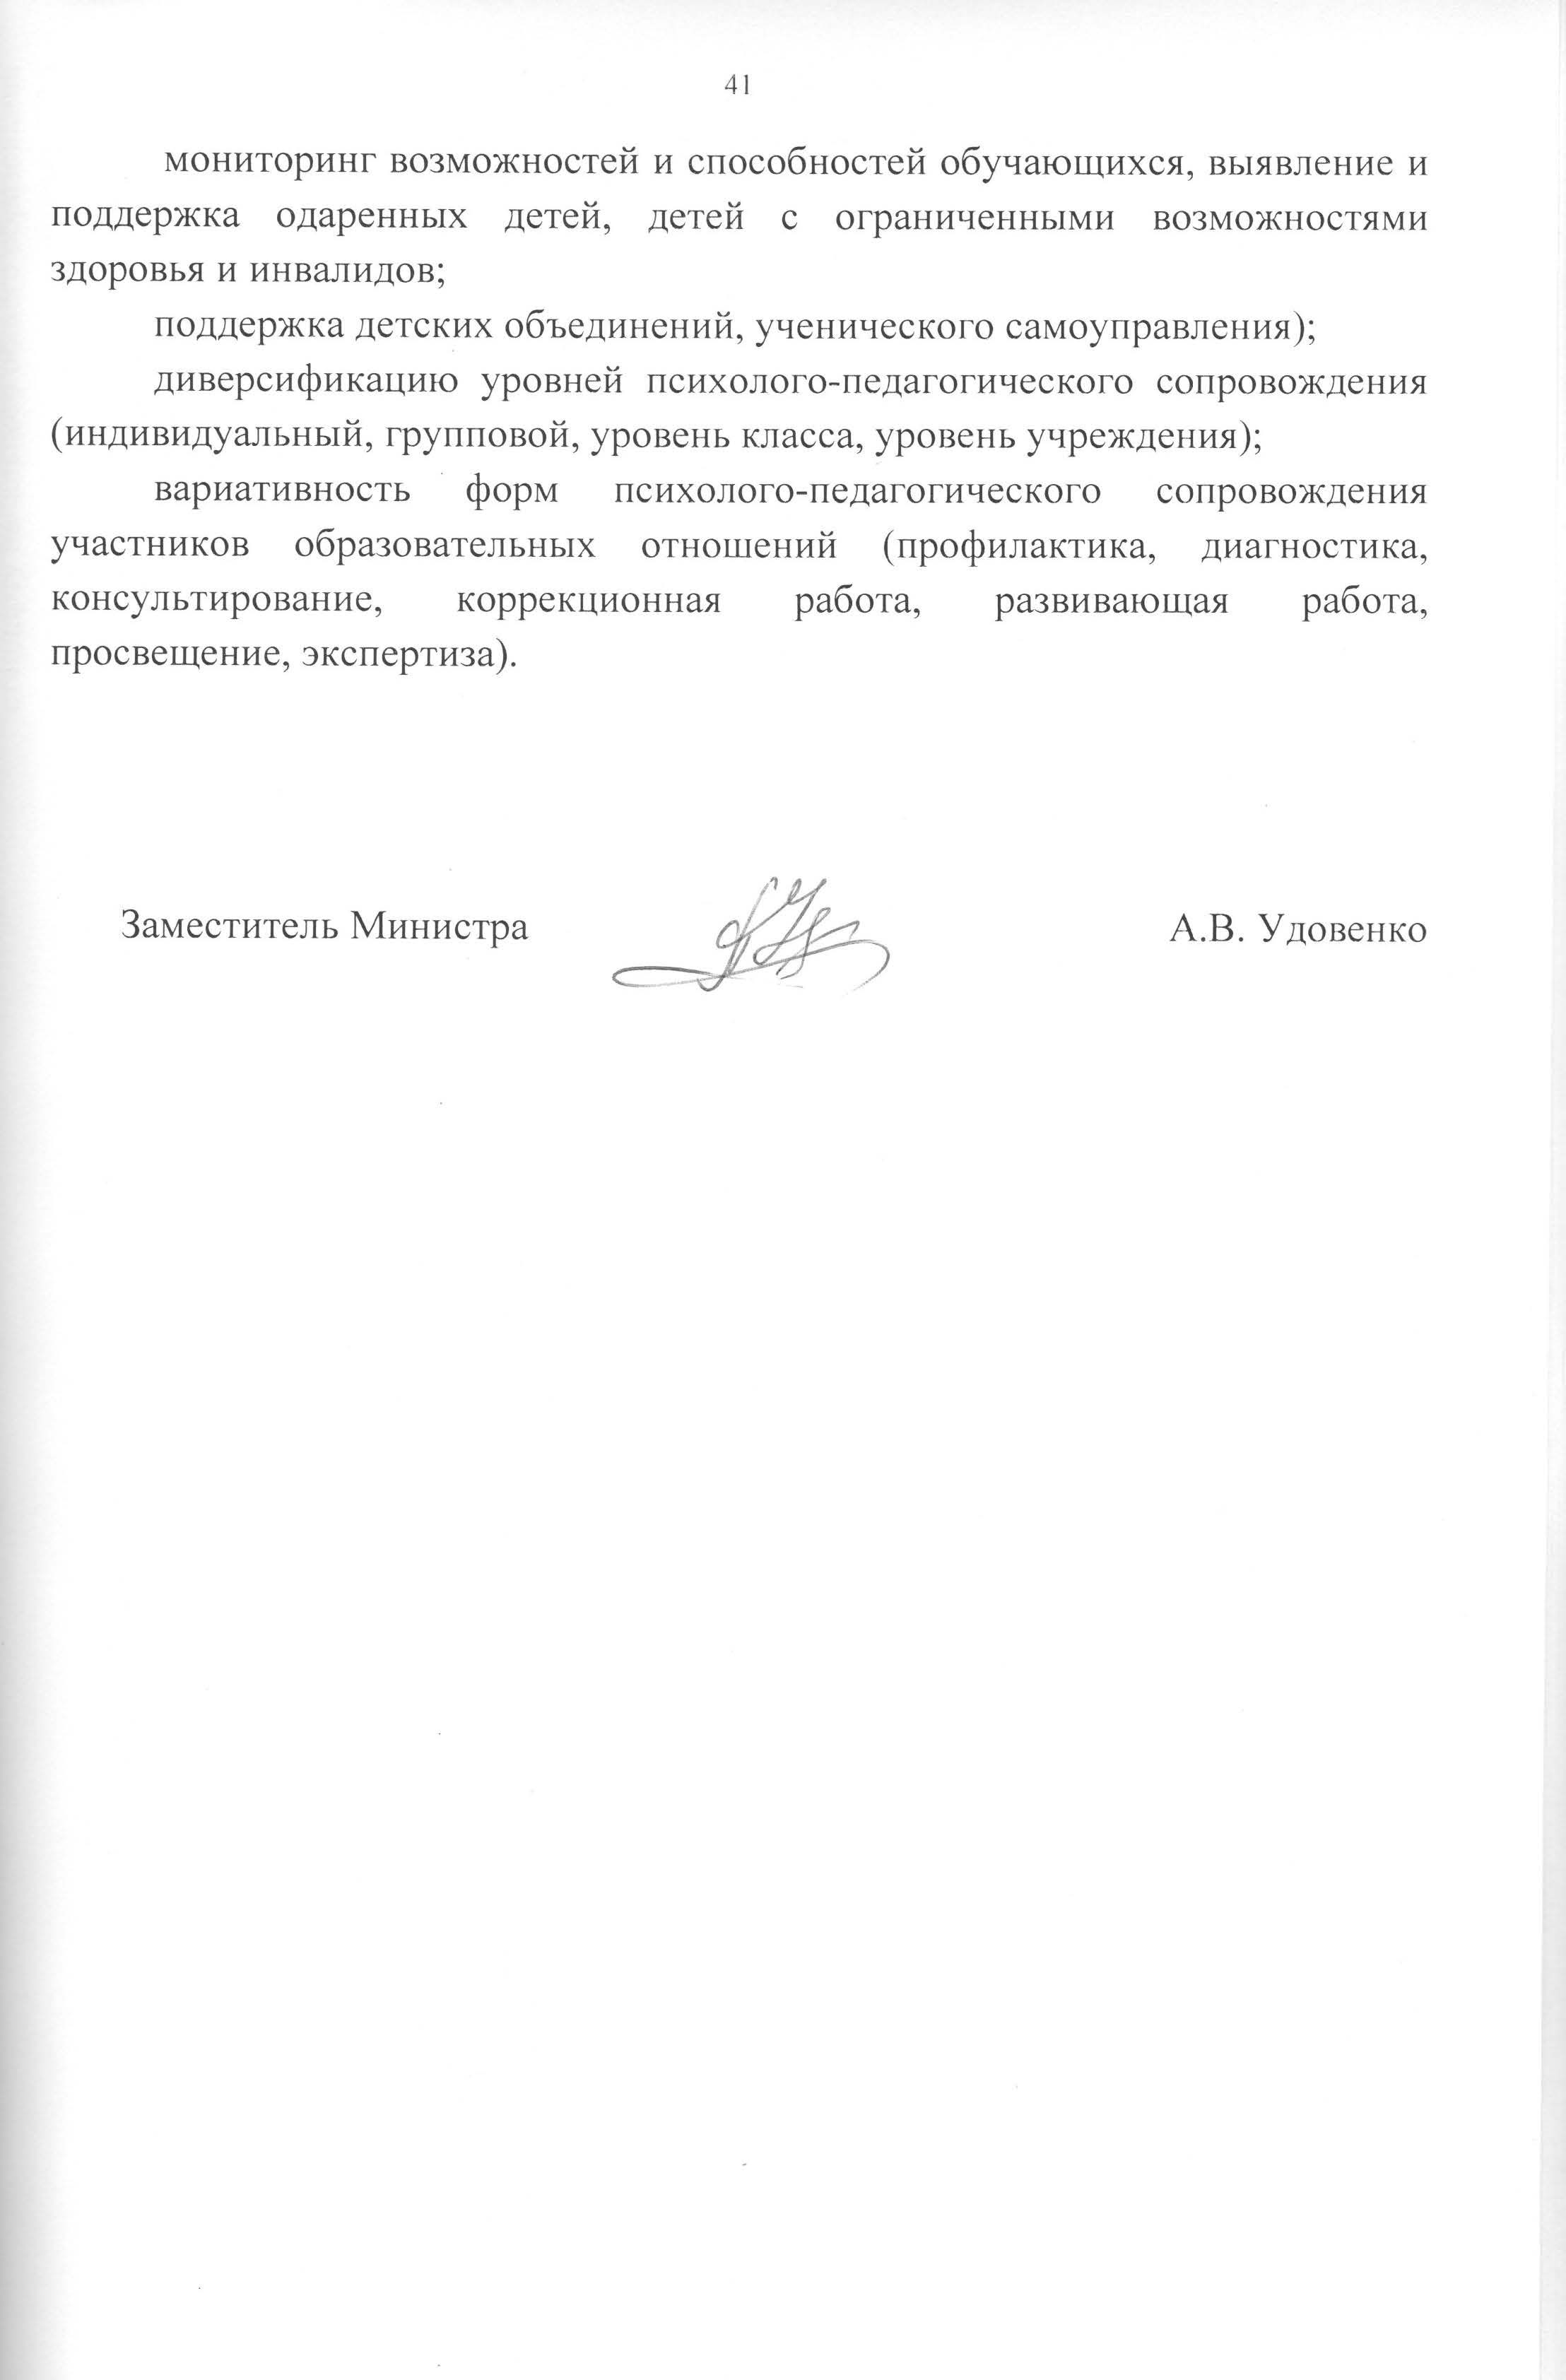 41
мониторинг возможностей и способностей обучающихся, выявление и
поддержка одаренных детей, детей с ограниченными возможностями
здоровья и инвалидов;
поддержка детских объединений, ученического самоуправления);
диверсификацию уровней психолого-педагогического сопровождения
(индивидуальный, групповой, уровень класса, уровень учреждения);
вариативность форм психолого-педагогического сопровождения
участников образовательных отношений (профилактика, диагностика,
консультирование, коррекционная работа, развивающая работа,
просвещение, экспертиза).
Заместитель Министра А.В. Удовенко